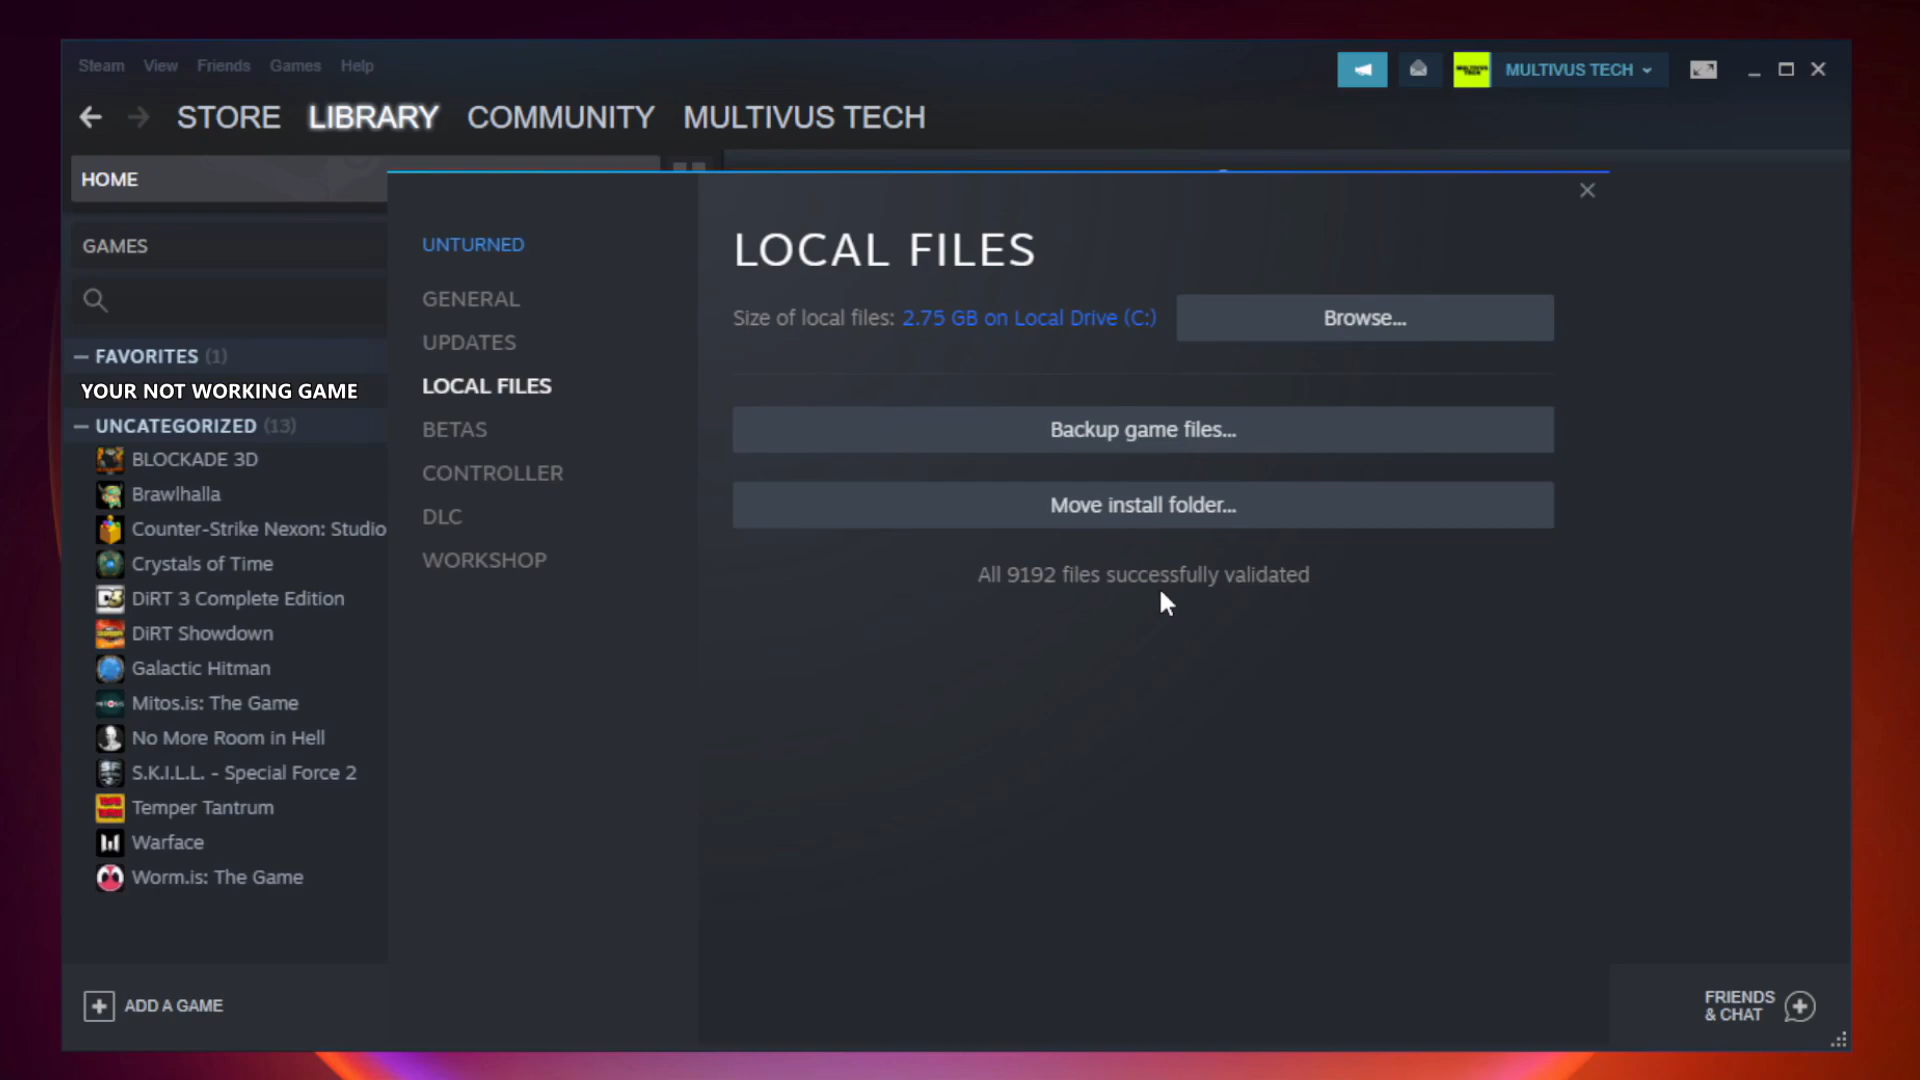 Steam View Friends Games Help
MULTIVUS TECH
STORE LIBRARY COMMUNITY MULTIVUS TECH
HOME
GAMES
— FAVORITES (1)
YOUR NOT WORKING GAME
— UNCATEGORIZED (13)
BLOCKADE 3D
Brawlhalla
Counter-Strike Nexon: Studio
Crystals of Time
DiRT 3 Complete Edition
DiRT Showdown
Galactic Hitman
Mitos.is: The Game
No More Room in Hell
S.K.I.L.L. - Special Force 2
Temper Tantrum
Warface
Worm.is: The Game
ADD A GAME
UNTURNED
GENERAL
UPDATES
LOCAL FILES
BETAS
CONTROLLER
DLC
WORKSHOP
LOCAL FILES
Size of local files: 2.75 GB on Local Drive (C:)
Browse...
Backup game files...
Move install folder...
All 9192 files successfully validated
FRIENDS
& CHAT